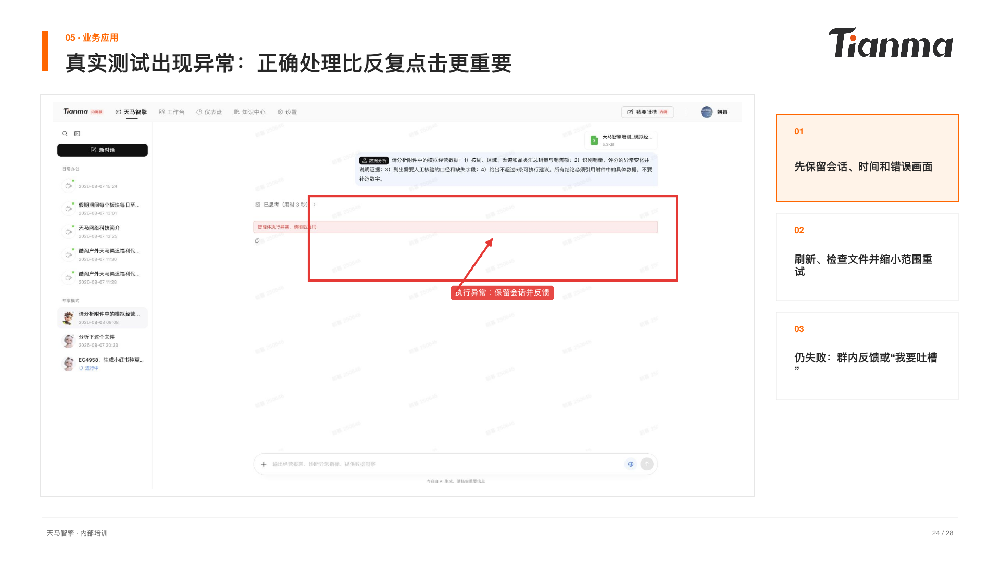 05 · 业务应用
真实测试出现异常：正确处理比反复点击更重要
Tianma
Tianma 内测版
天马智擎
工作台
仪表盘
知识中心
设置
我要吐槽 内测
朝暮
新对话
日常办公
2026-08-07 15:24
假期期间每个板块每日至...
2026-08-07 13:01
天马网络科技简介
2026-08-07 12:25
酷淘户外天马渠道福利代...
2026-08-07 11:30
酷淘户外天马渠道福利代...
2026-08-07 11:28
专家模式
请分析附件中的模拟经营...
2026-08-08 09:08
分析下这个文件
2026-08-07 20:33
EG4958，生成小红书种草...
进行中
天马智擎培训_模拟经...
5.3KB
数据分析 请分析附件中的模拟经营数据：1）按周、区域、渠道和品类汇总销量与销售额；2）识别销量、评分的异常变化并
说明证据；3）列出需要人工核验的口径和缺失字段；4）给出不超过5条可执行建议。所有结论必须引用附件中的具体数据，不要
补造数字。
已思考（用时 3 秒）
智能体执行异常，请稍后重试
执行异常：保留会话并反馈
输出经营报表、诊断异常指标、提供数据洞察
内容由 AI 生成，请核实重要信息
朝暮 250646
01
先保留会话、时间和错误画面
02
刷新、检查文件并缩小范围重
试
03
仍失败：群内反馈或“我要吐槽
”
天马智擎 · 内部培训
24 / 28